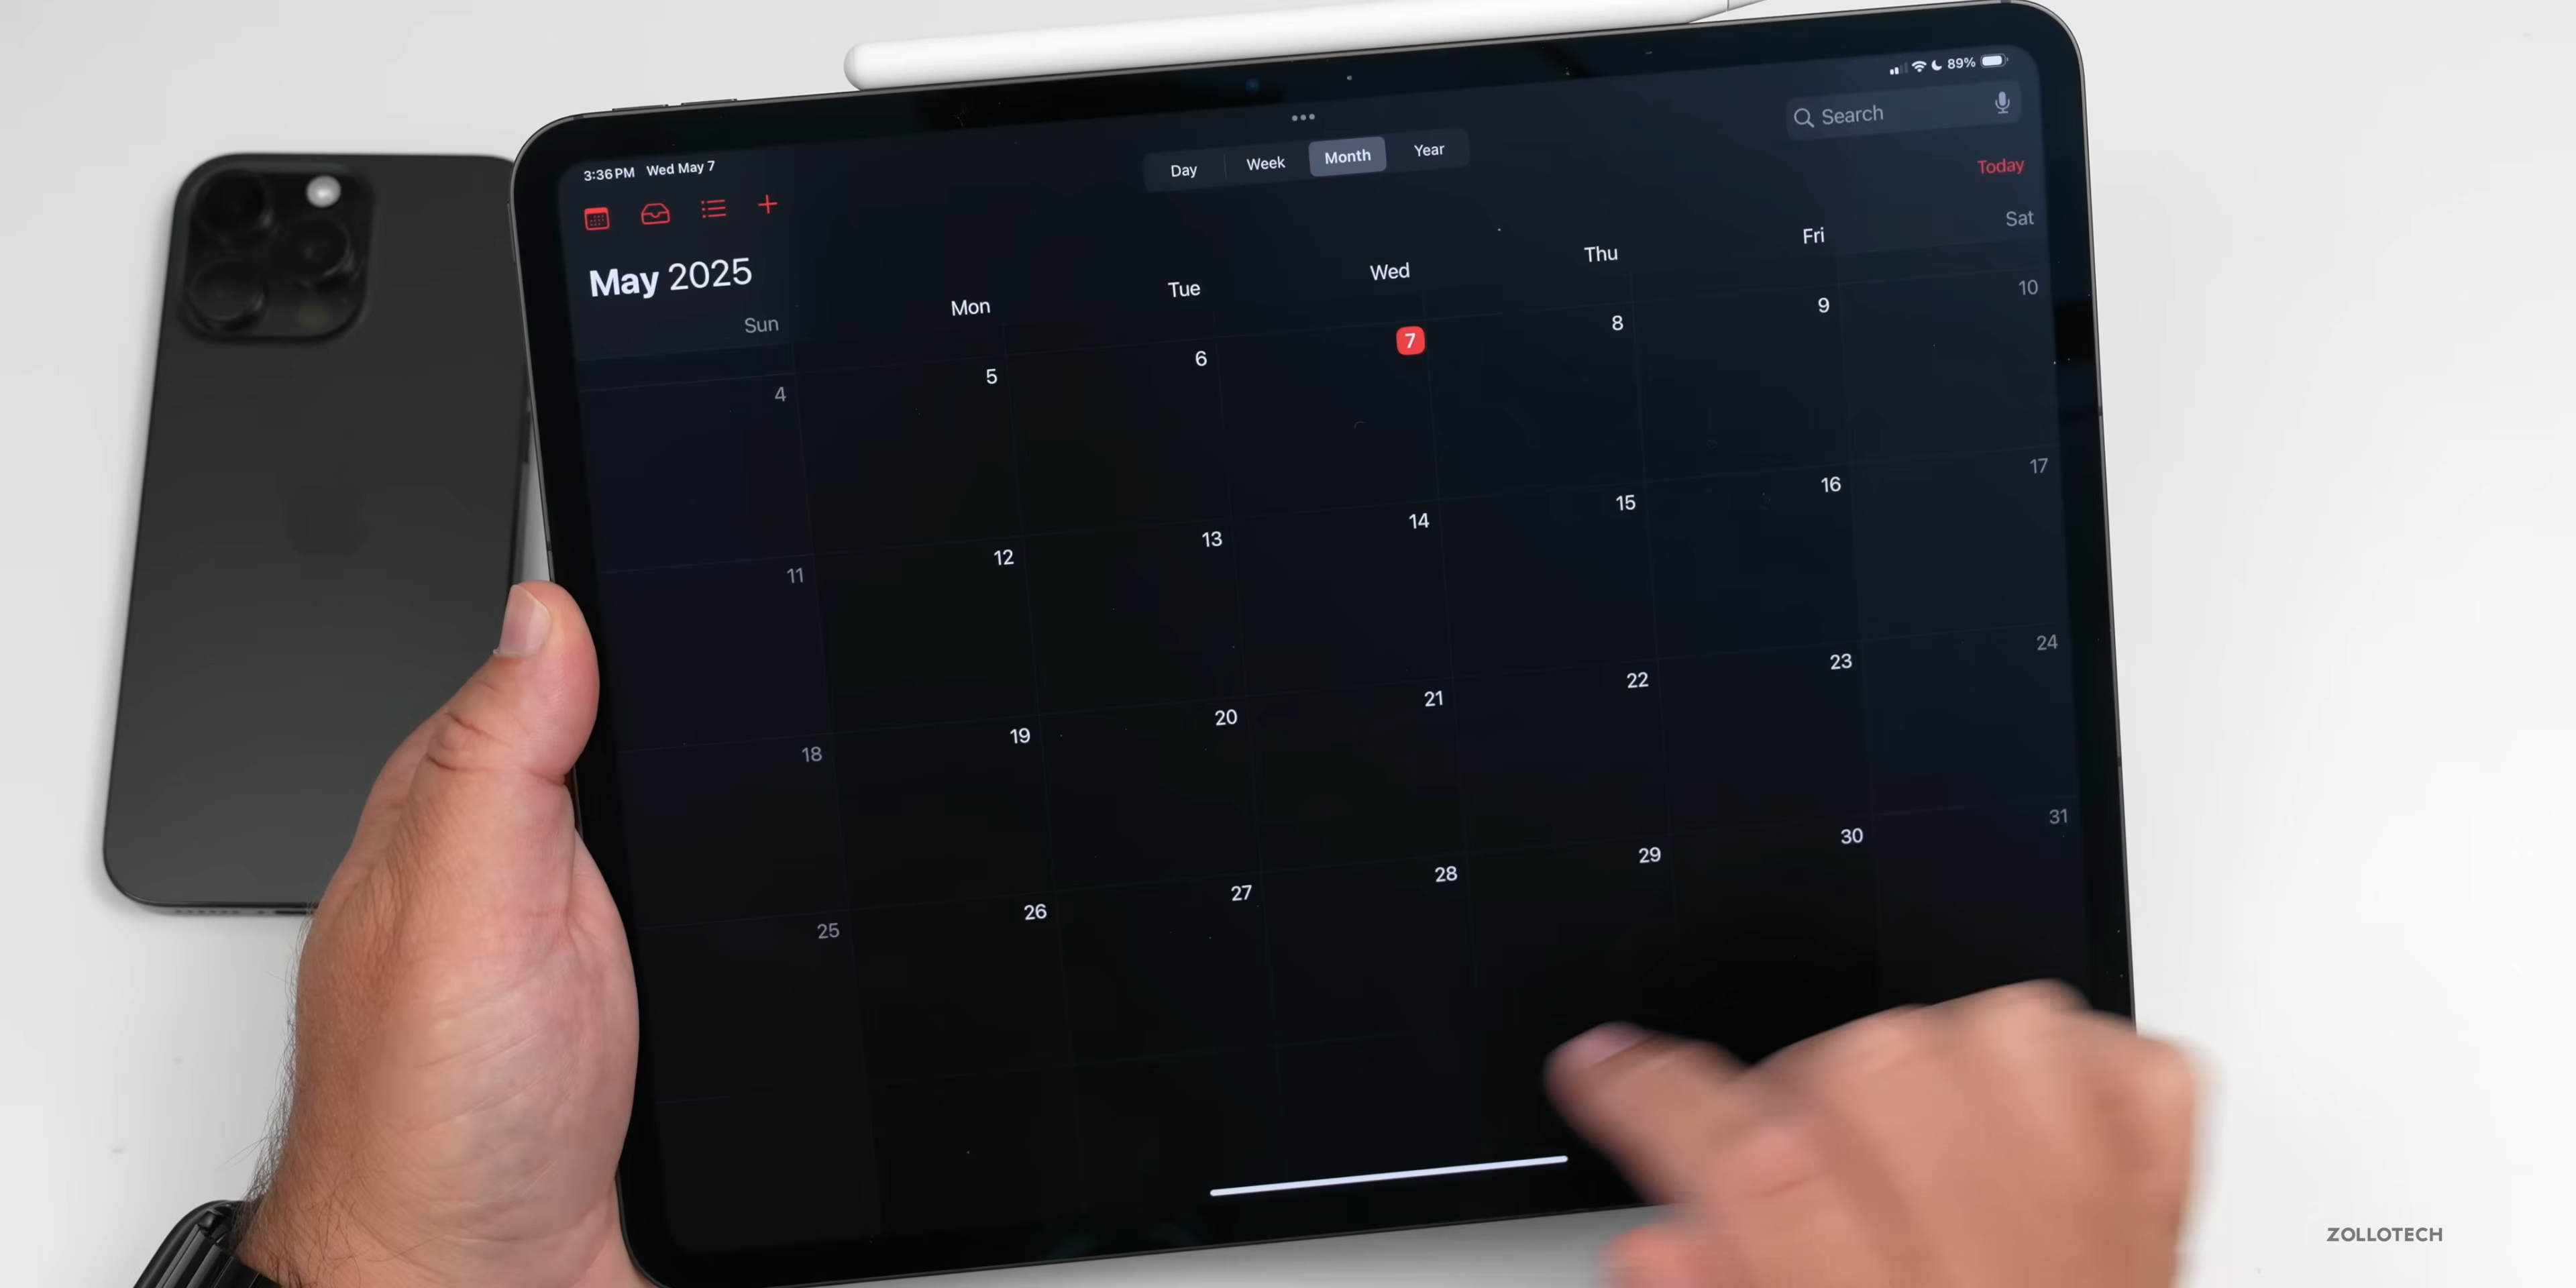 3:36 PM Wed May 7
89%
Day Week Month Year
Search
Today
May 2025
Sun Mon Tue Wed Thu Fri Sat
4 5 6 7 8 9 10
11 12 13 14 15 16 17
18 19 20 21 22 23 24
25 26 27 28 29 30 31
ZOLLOTECH